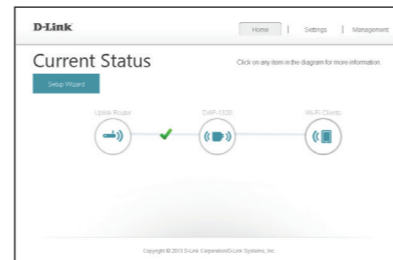 D-Link
Home | Settings | Management
Current Status
Click on any item in the diagram for more information.
Setup Wizard
Uplink Router
DAP-1320
Wi-Fi Clients
Copyright © 2013 D-Link Corporation/D-Link Systems, Inc.